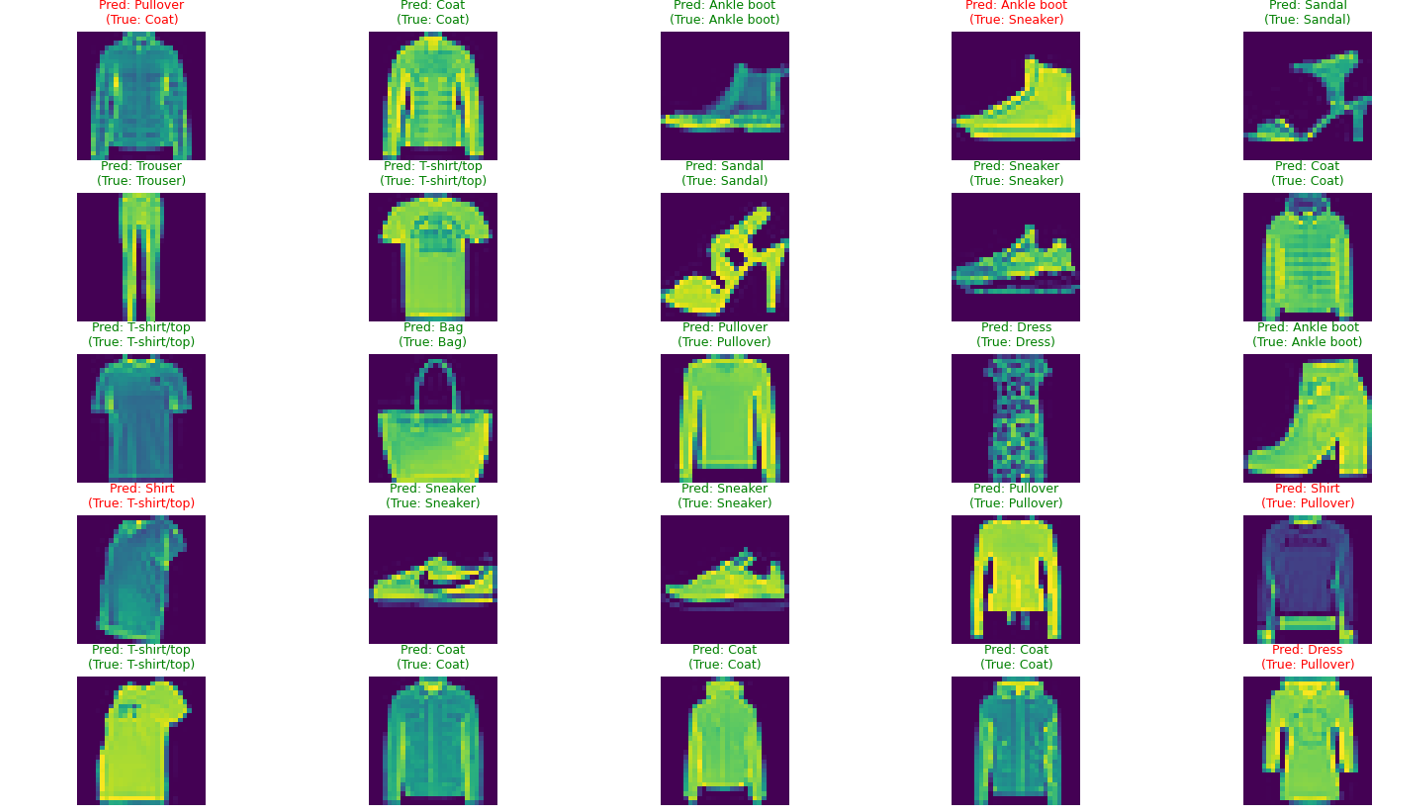 Pred: Pullover
(True: Coat)
Pred: Coat
(True: Coat)
Pred: Ankle boot
(True: Ankle boot)
Pred: Ankle boot
(True: Sneaker)
Pred: Sandal
(True: Sandal)
Pred: Trouser
(True: Trouser)
Pred: T-shirt/top
(True: T-shirt/top)
Pred: Sandal
(True: Sandal)
Pred: Sneaker
(True: Sneaker)
Pred: Coat
(True: Coat)
Pred: T-shirt/top
(True: T-shirt/top)
Pred: Bag
(True: Bag)
Pred: Pullover
(True: Pullover)
Pred: Dress
(True: Dress)
Pred: Ankle boot
(True: Ankle boot)
Pred: Shirt
(True: T-shirt/top)
Pred: Sneaker
(True: Sneaker)
Pred: Sneaker
(True: Sneaker)
Pred: Pullover
(True: Pullover)
Pred: Shirt
(True: Pullover)
Pred: T-shirt/top
(True: T-shirt/top)
Pred: Coat
(True: Coat)
Pred: Coat
(True: Coat)
Pred: Coat
(True: Coat)
Pred: Dress
(True: Pullover)